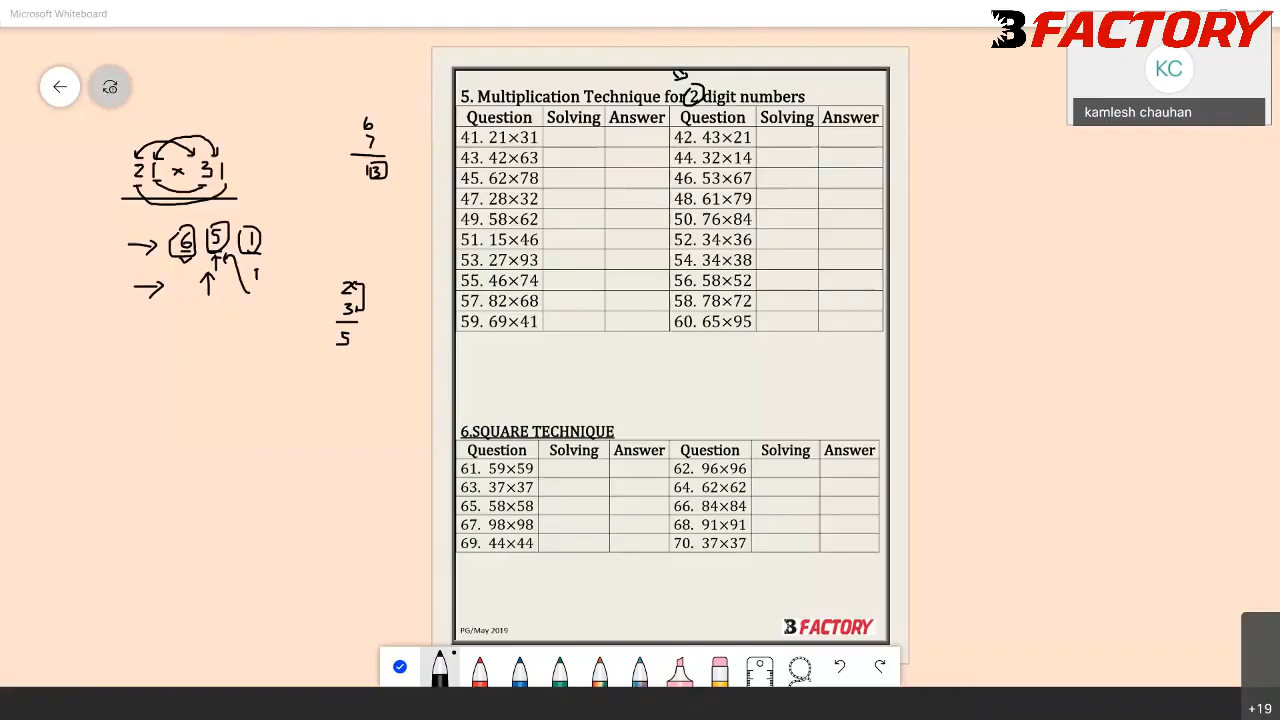 Microsoft Whiteboard
3 FACTORY
KC
kamlesh chauhan
21 × 31
6 5 1
1
6
7
13
2
3
5
5. Multiplication Technique for 2 digit numbers
Question Solving Answer Question Solving Answer
41. 21×31 42. 43×21
43. 42×63 44. 32×14
45. 62×78 46. 53×67
47. 28×32 48. 61×79
49. 58×62 50. 76×84
51. 15×46 52. 34×36
53. 27×93 54. 34×38
55. 46×74 56. 58×52
57. 82×68 58. 78×72
59. 69×41 60. 65×95
6.SQUARE TECHNIQUE
Question Solving Answer Question Solving Answer
61. 59×59 62. 96×96
63. 37×37 64. 62×62
65. 58×58 66. 84×84
67. 98×98 68. 91×91
69. 44×44 70. 37×37
PG/May 2019
3 FACTORY
+19